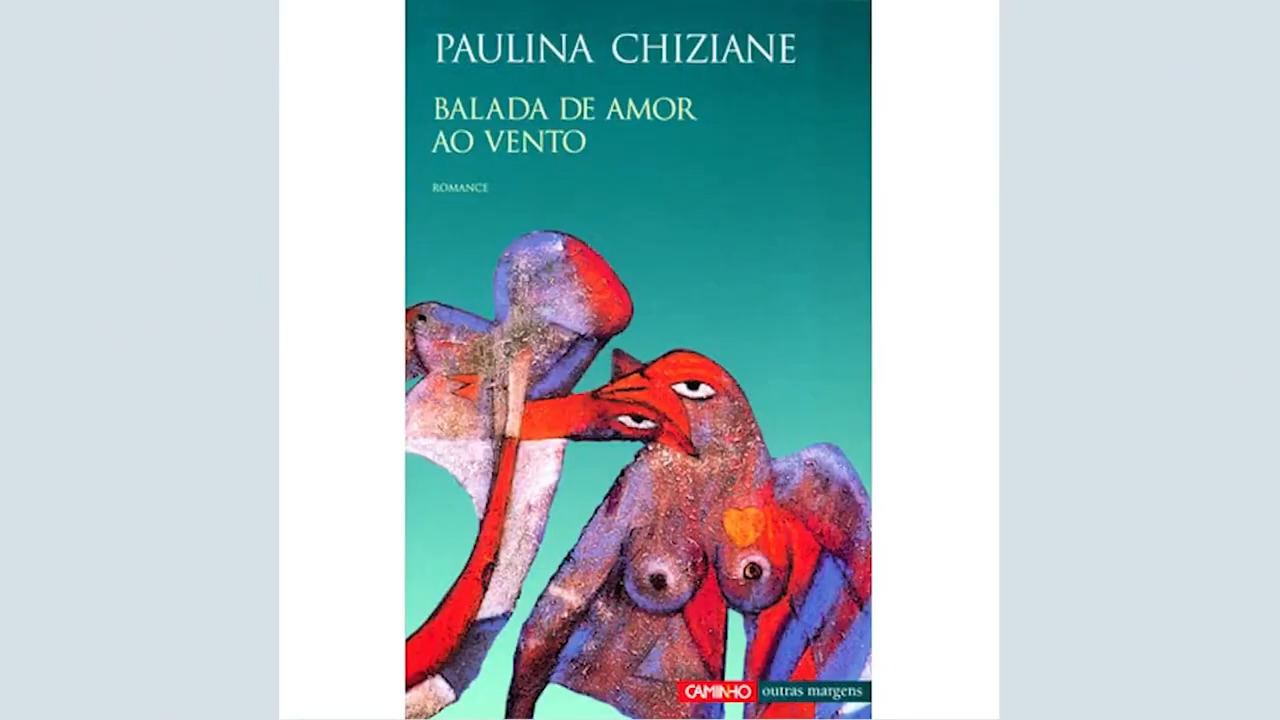 PAULINA CHIZIANE
BALADA DE AMOR
AO VENTO
ROMANCE
CAMINHO outras margens